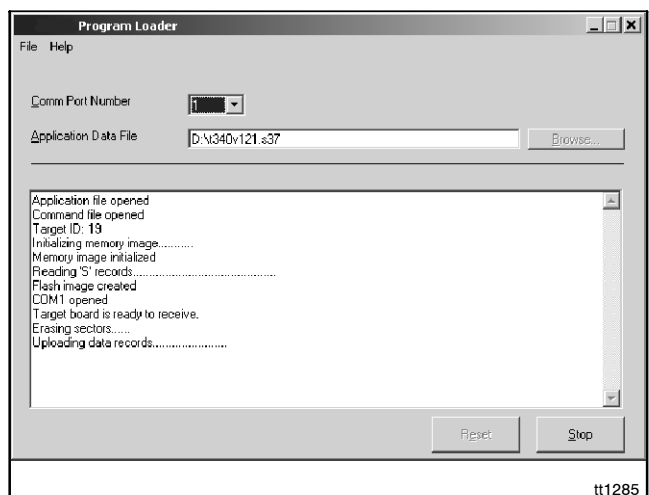 Program Loader
File Help
Comm Port Number 1
Application Data File D:\t340v121.s37 Browse...
Application file opened
Command file opened
Target ID: 19
Initializing memory image...........
Memory image initialized
Reading 'S' records.............................................
Flash image created
COM1 opened
Target board is ready to receive.
Erasing sectors......
Uploading data records.......................
Reset Stop
tt1285